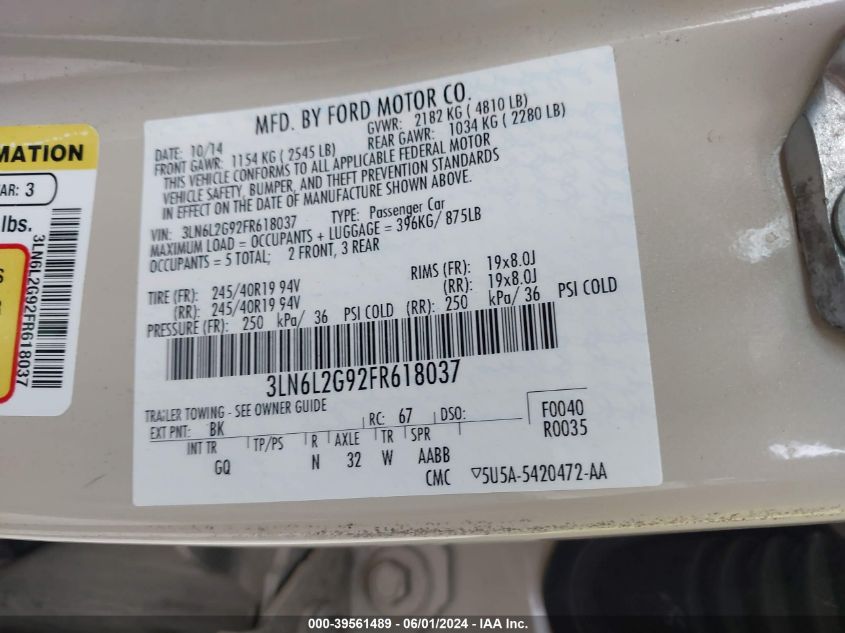 MFD. BY FORD MOTOR CO.
DATE: 10/14 GVWR: 2182 KG ( 4810 LB)
FRONT GAWR: 1154 KG ( 2545 LB) REAR GAWR: 1034 KG ( 2280 LB)
THIS VEHICLE CONFORMS TO ALL APPLICABLE FEDERAL MOTOR
VEHICLE SAFETY, BUMPER, AND THEFT PREVENTION STANDARDS
IN EFFECT ON THE DATE OF MANUFACTURE SHOWN ABOVE.
VIN: 3LN6L2G92FR618037 TYPE: Passenger Car
MAXIMUM LOAD = OCCUPANTS + LUGGAGE = 396KG/ 875LB
OCCUPANTS = 5 TOTAL; 2 FRONT, 3 REAR
TIRE (FR): 245/40R19 94V RIMS (FR): 19x8.0J
(RR): 245/40R19 94V (RR): 19x8.0J
PRESSURE (FR): 250 kPa/ 36 PSI COLD (RR): 250 kPa/ 36 PSI COLD
3LN6L2G92FR618037
TRAILER TOWING - SEE OWNER GUIDE
EXT PNT: BK RC: 67 DSO: F0040
INT TR TP/PS R AXLE TR SPR R0035
GQ N 32 W AABB
CMC ▽5U5A-5420472-AA
MATION
AR: 3
lbs.
S
3LN6L2G92FR618037
000-39561489 - 06/01/2024 - IAA Inc.